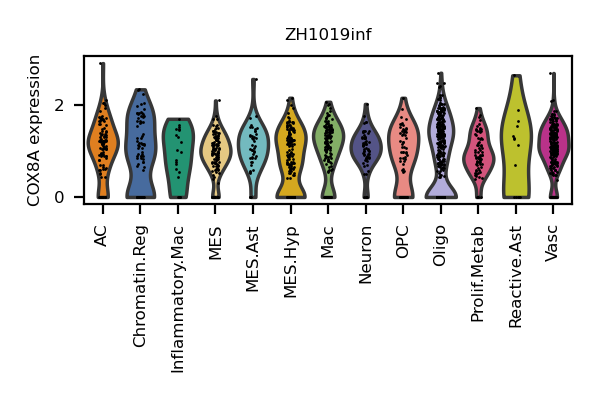 ZH1019inf
COX8A expression
2
0
AC
Chromatin.Reg
Inflammatory.Mac
MES
MES.Ast
MES.Hyp
Mac
Neuron
OPC
Oligo
Prolif.Metab
Reactive.Ast
Vasc